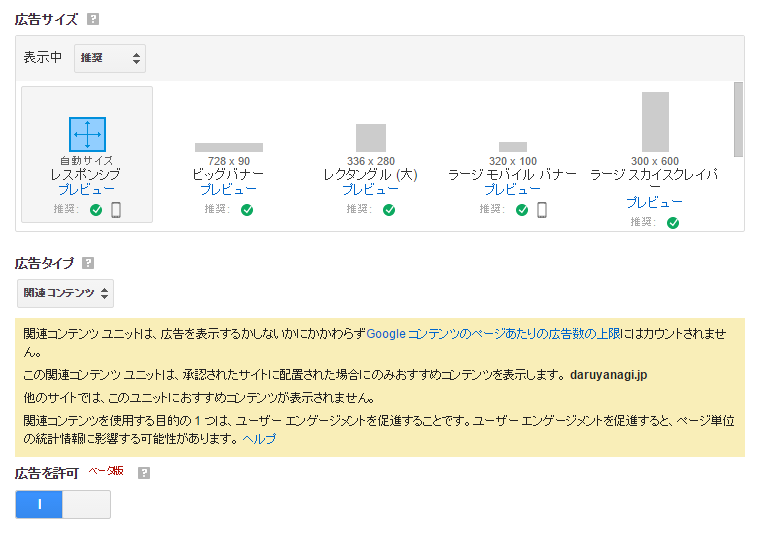 広告サイズ ?
表示中 推奨
自動サイズ
レスポンシブ
プレビュー
推奨:
728 x 90
ビッグバナー
プレビュー
推奨:
336 x 280
レクタングル (大)
プレビュー
推奨:
320 x 100
ラージ モバイル バナー
プレビュー
推奨:
300 x 600
ラージ スカイスクレイパ
ー
プレビュー
推奨:
広告タイプ ?
関連コンテンツ
関連コンテンツ ユニットは、広告を表示するかしないかにかかわらずGoogle コンテンツのページあたりの広告数の上限にはカウントされませ
ん。
この関連コンテンツ ユニットは、承認されたサイトに配置された場合にのみおすすめコンテンツを表示します。 daruyanagi.jp
他のサイトでは、このユニットにおすすめコンテンツが表示されません。
関連コンテンツを使用する目的の 1 つは、ユーザー エンゲージメントを促進することです。ユーザー エンゲージメントを促進すると、ページ単位
の統計情報に影響する可能性があります。 ヘルプ
広告を許可 ベータ版 ?